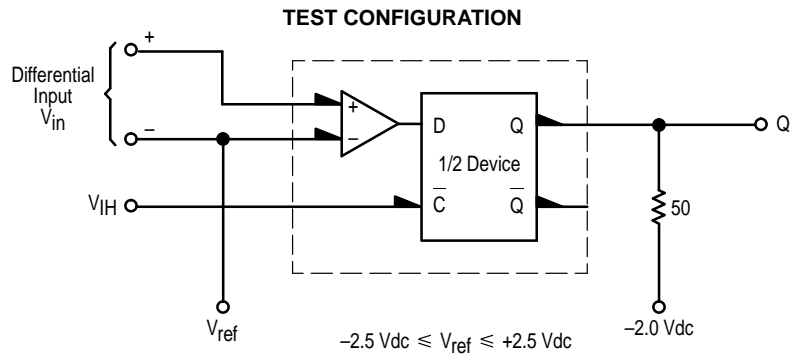 TEST CONFIGURATION
Differential
Input
Vin
+
–
+
–
D
Q
1/2 Device
C̅
Q̅
VIH
Q
50
Vref
–2.0 Vdc
–2.5 Vdc ≤ Vref ≤ +2.5 Vdc